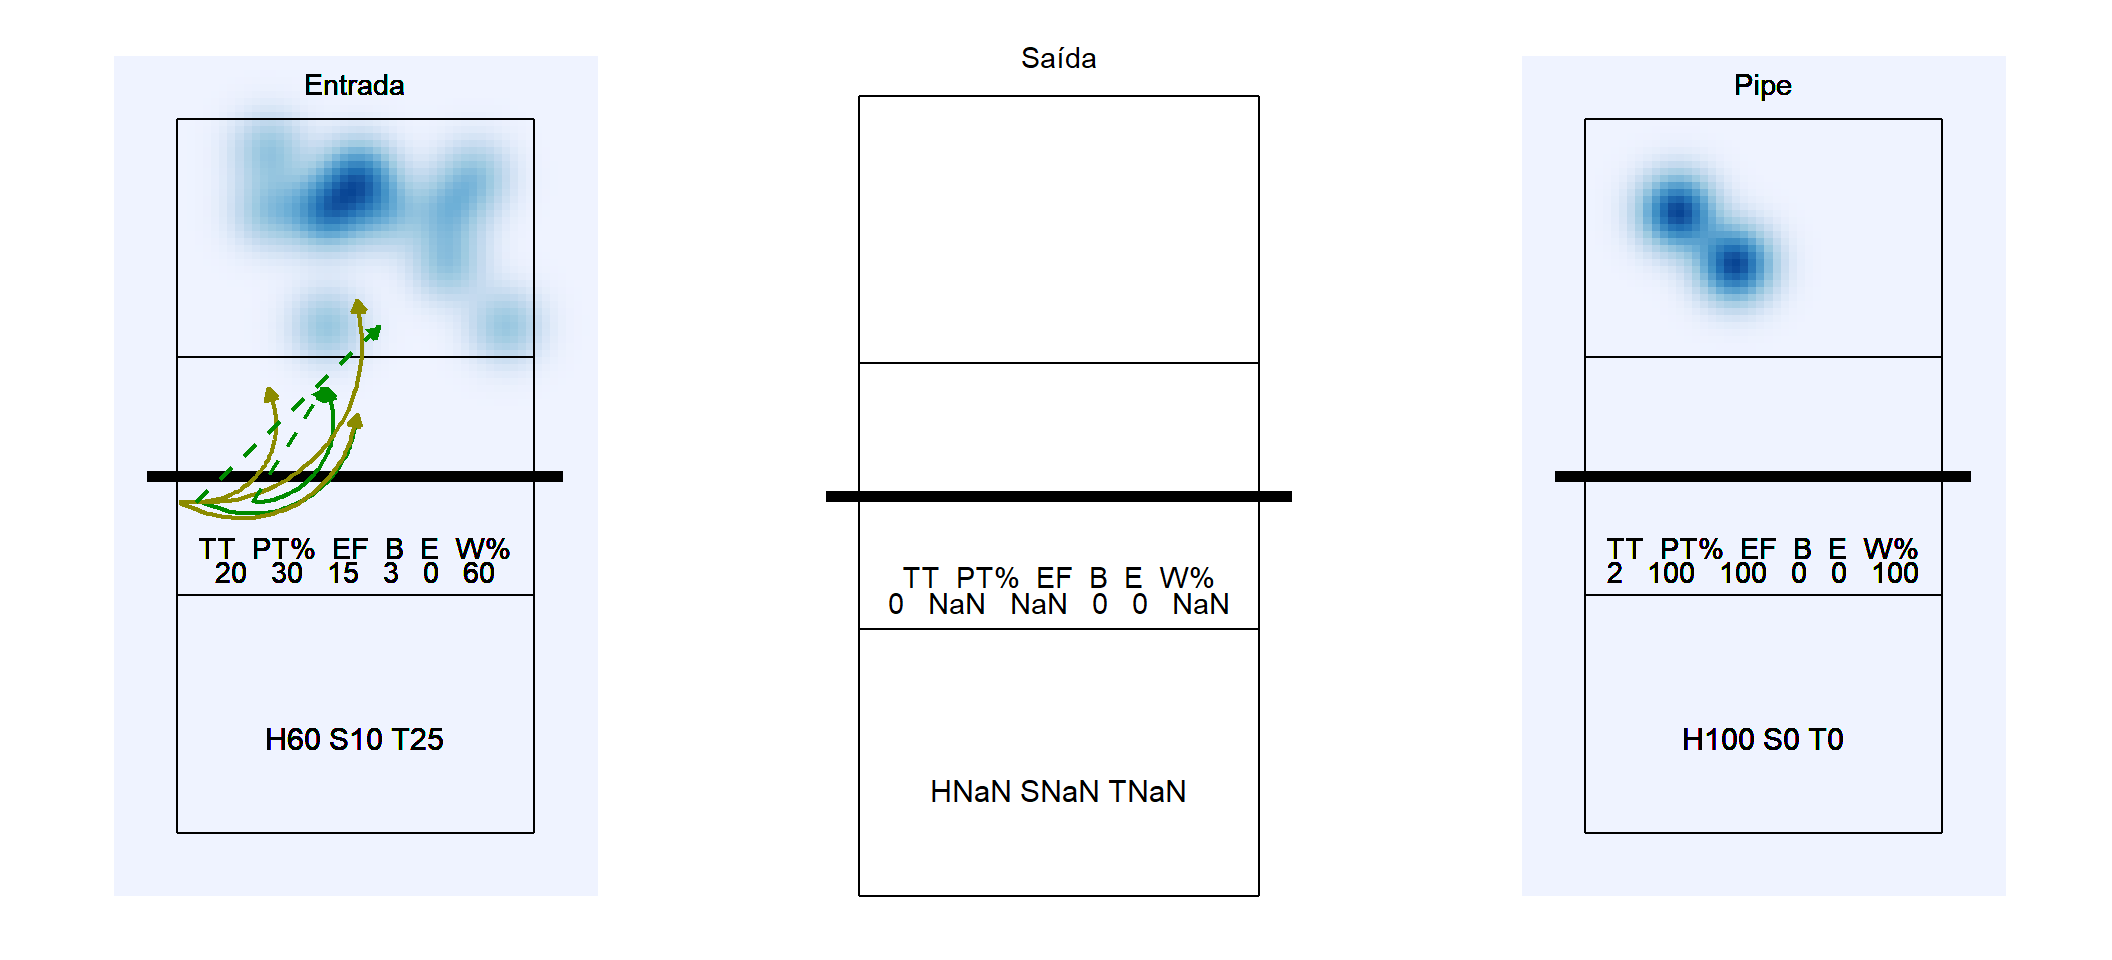 Entrada
TT PT% EF B E W%
20 30 15 3 0 60
H60 S10 T25
Saída
TT PT% EF B E W%
0 NaN NaN 0 0 NaN
HNaN SNaN TNaN
Pipe
TT PT% EF B E W%
2 100 100 0 0 100
H100 S0 T0